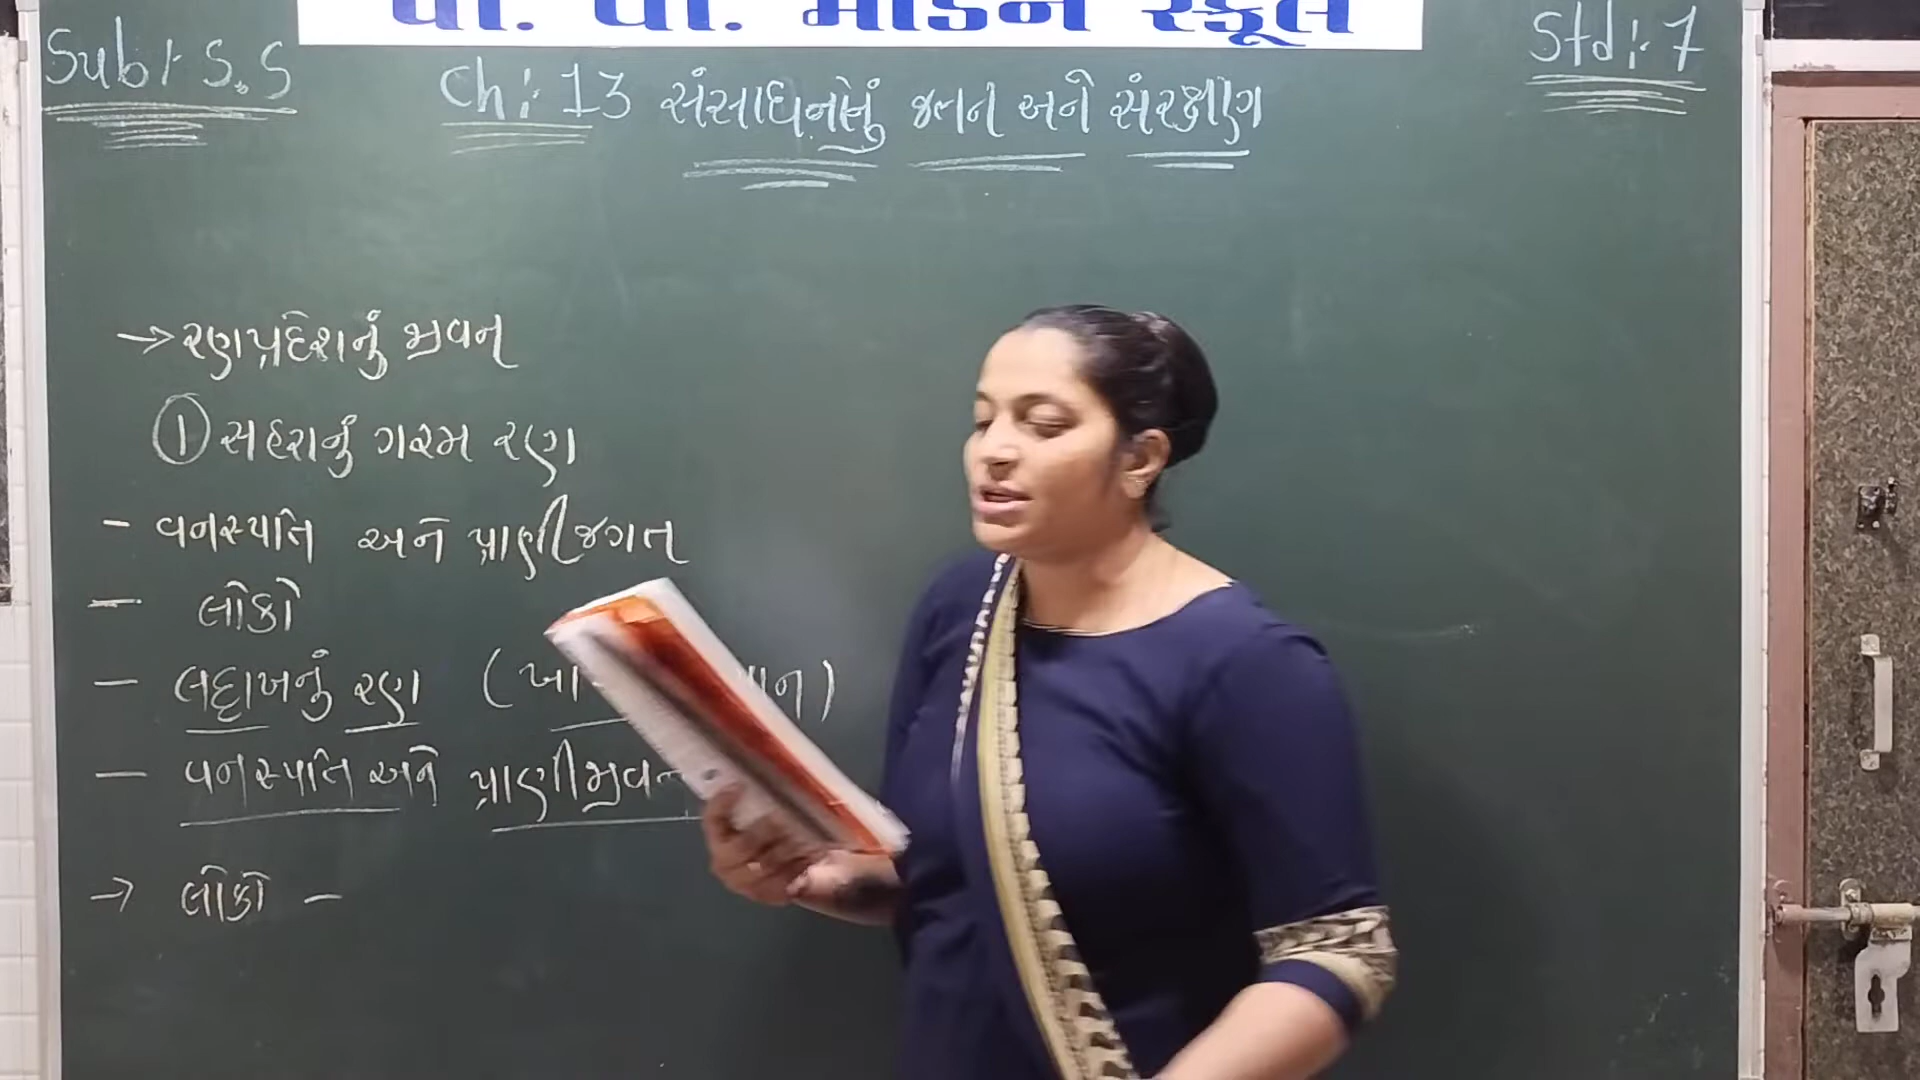 પી. પી. મોડર્ન સ્કૂલ
Sub:- S.S
Ch:- 13 સંસાધનોનું જતન અને સંરક્ષણ
Std:- 7
→ રણપ્રદેશનું જીવન
① સહરાનું ગરમ રણ
- વનસ્પતિ અને પ્રાણીજગત
- લોકો
- લદ્દાખનું રણ
- વનસ્પતિ અને પ્રાણીજીવન
→ લોકો -